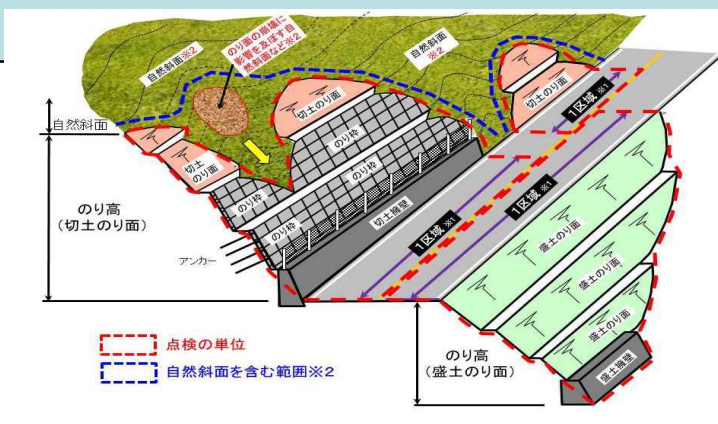 自然斜面※2
のり面の崩壊に
影響を及ぼす自
然斜面など※2
自然斜面
※2
切土のり面
1区域 ※1
自然斜面
切土
のり面
のり枠
切土のり面
のり枠
のり枠
のり枠
のり高
(切土のり面)
アンカー
切土擁壁
1区域 ※1
1区域 ※1
盛土のり面
盛土のり面
盛土のり面
盛土擁壁
点検の単位
自然斜面を含む範囲※2
のり高
(盛土のり面)